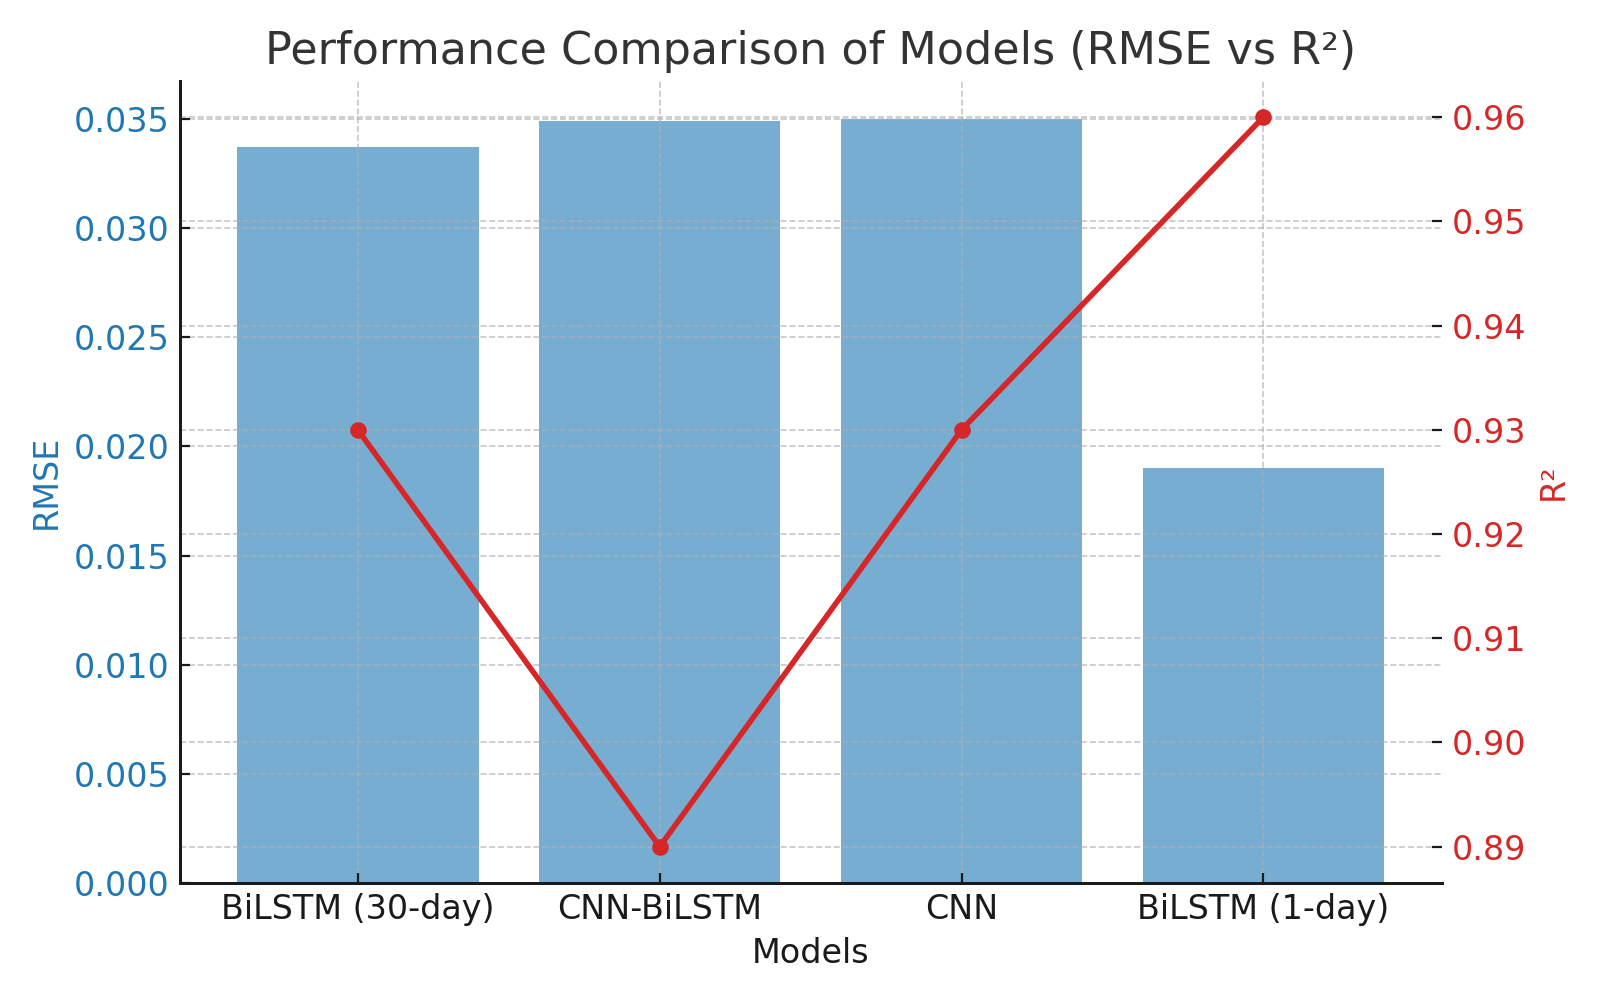 Performance Comparison of Models (RMSE vs R²)
RMSE
0.035
0.030
0.025
0.020
0.015
0.010
0.005
0.000
0.96
0.95
0.94
0.93
0.92
0.91
0.90
0.89
R²
BiLSTM (30-day)
CNN-BiLSTM
CNN
BiLSTM (1-day)
Models